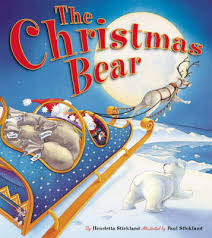 The
Christmas
Bear
By Henrietta Stickland Illustrated by Paul Stickland